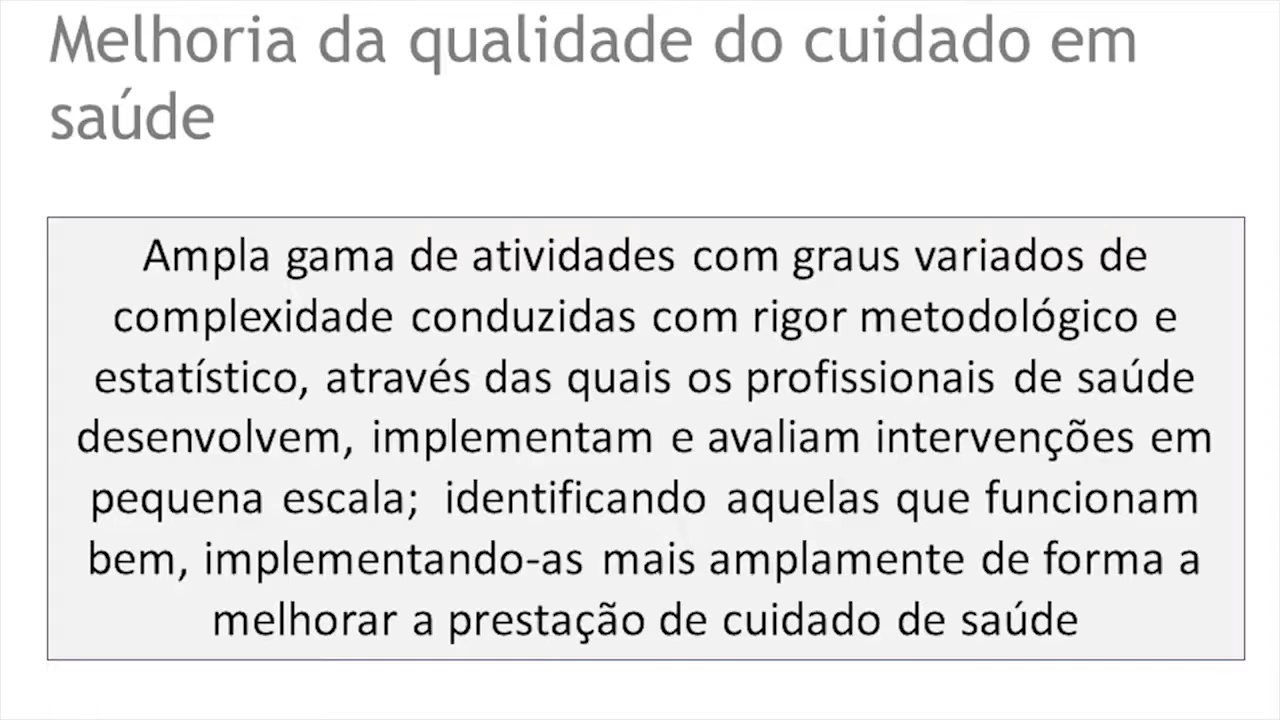 Melhoria da qualidade do cuidado em
saúde
Ampla gama de atividades com graus variados de
complexidade conduzidas com rigor metodológico e
estatístico, através das quais os profissionais de saúde
desenvolvem, implementam e avaliam intervenções em
pequena escala; identificando aquelas que funcionam
bem, implementando-as mais amplamente de forma a
melhorar a prestação de cuidado de saúde